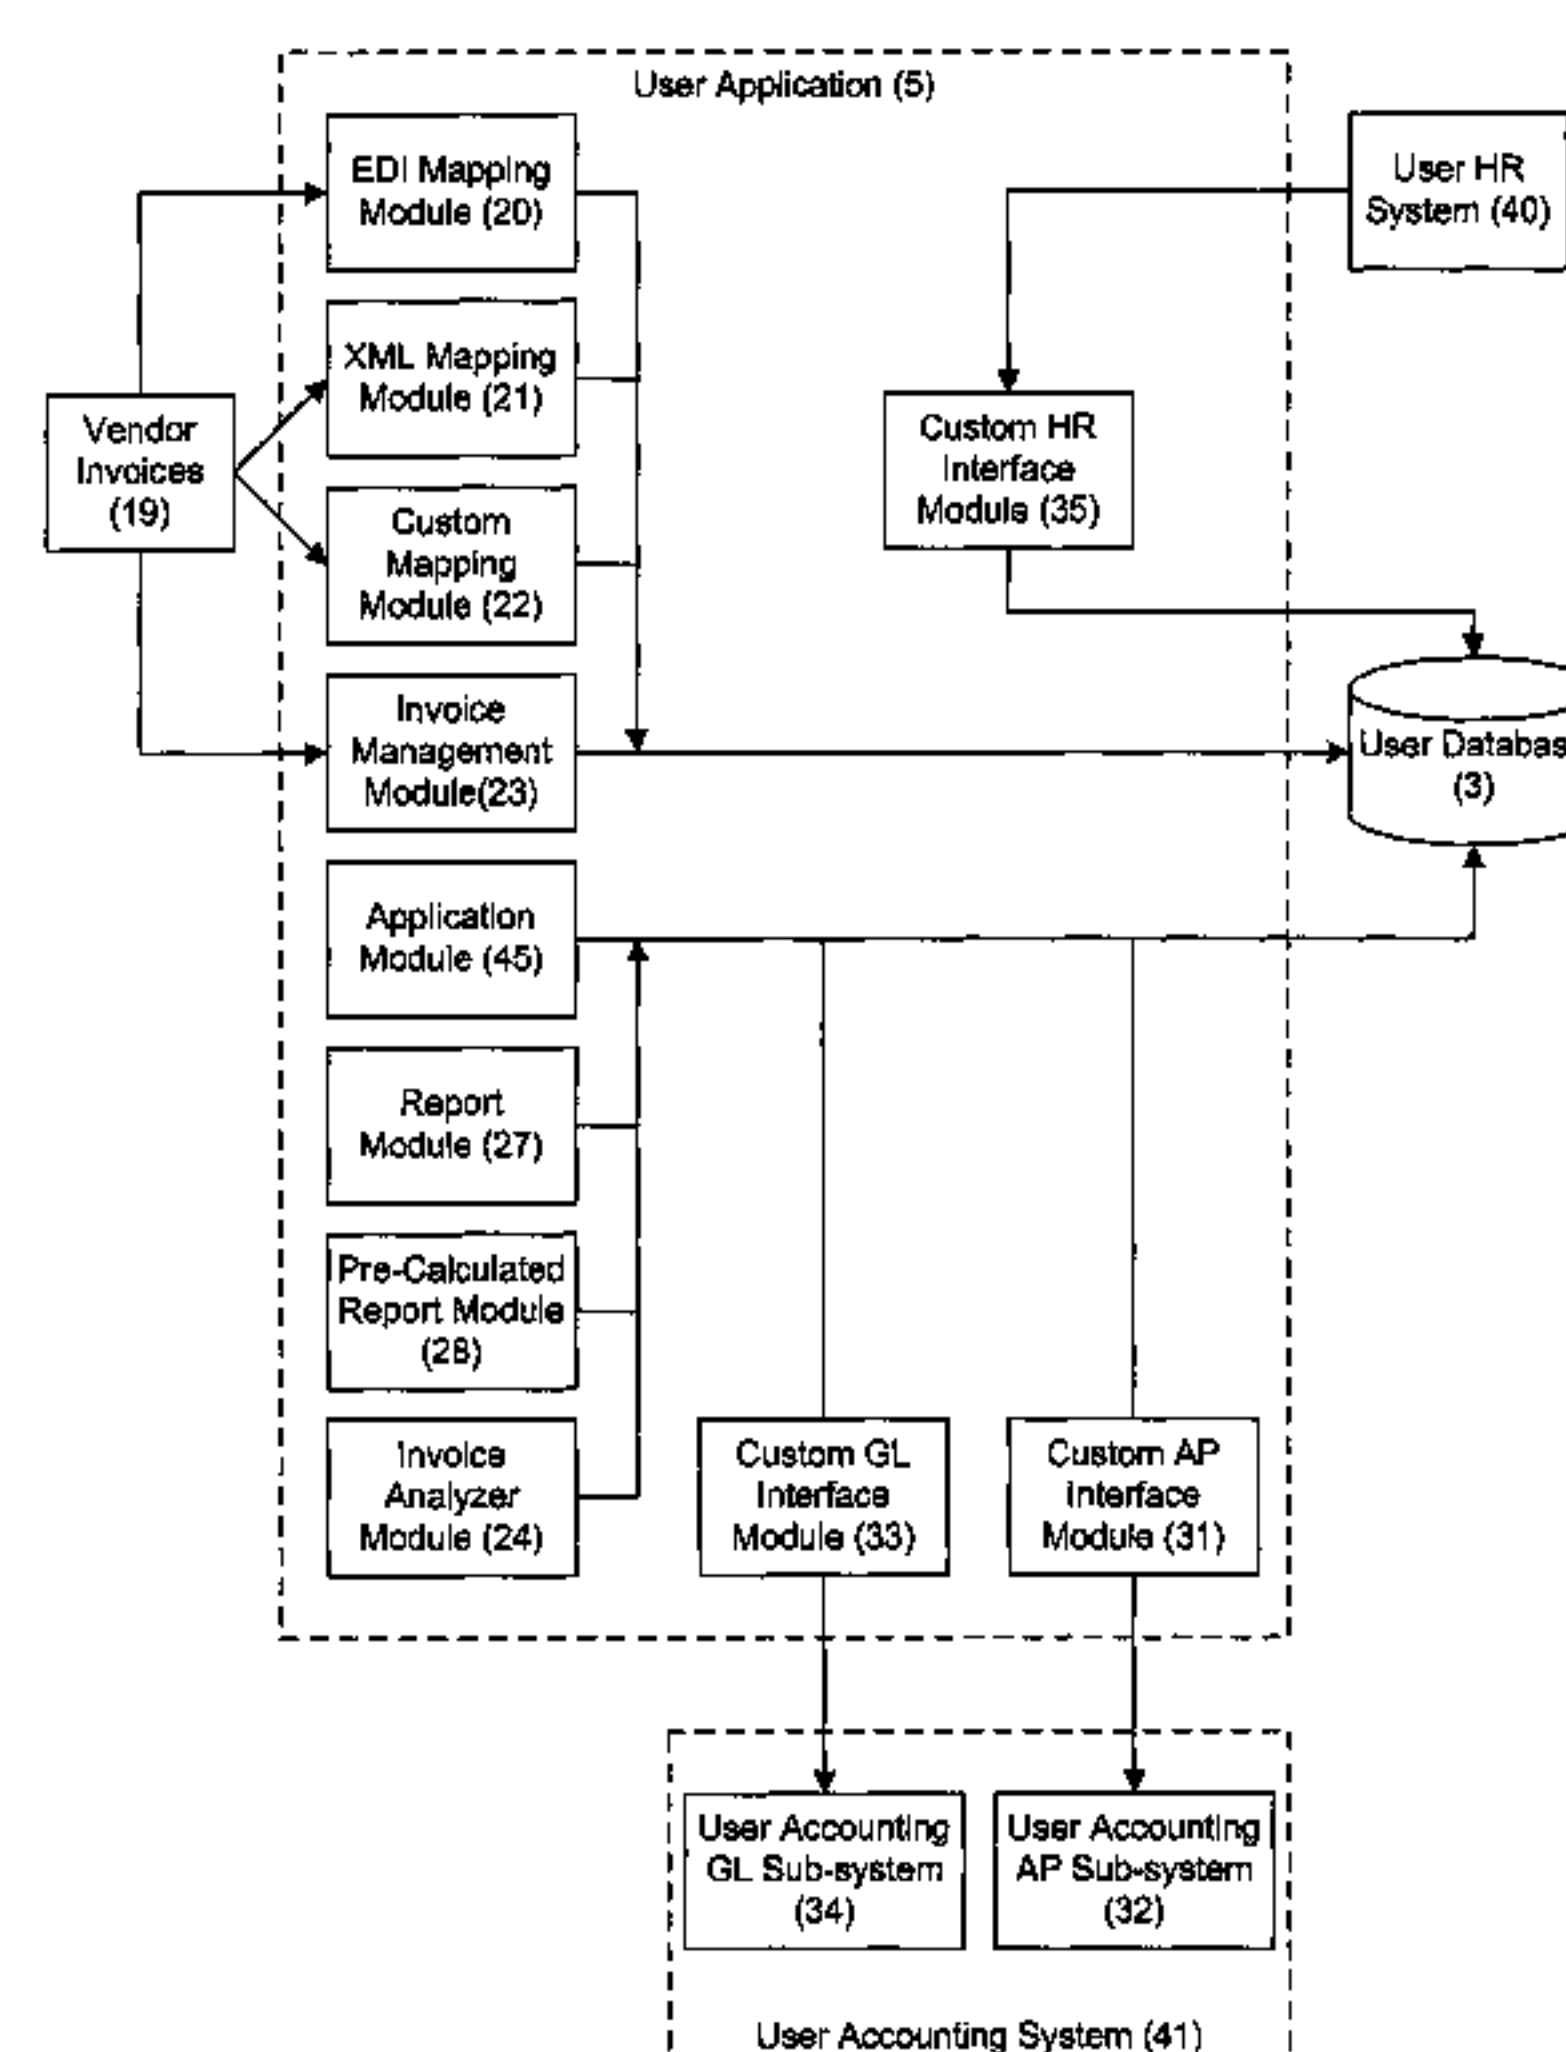 User Application (5)
EDI Mapping
Module (20)
User HR
System (40)
XML Mapping
Module (21)
Vendor
Invoices
(19)
Custom HR
Interface
Module (35)
Custom
Mapping
Module (22)
Invoice
Management
Module(23)
User Databas
(3)
Application
Module (45)
Report
Module (27)
Pre-Calculated
Report Module
(28)
Invoice
Analyzer
Module (24)
Custom GL
Interface
Module (33)
Custom AP
Interface
Module (31)
User Accounting
GL Sub-system
(34)
User Accounting
AP Sub-system
(32)
User Accounting System (41)